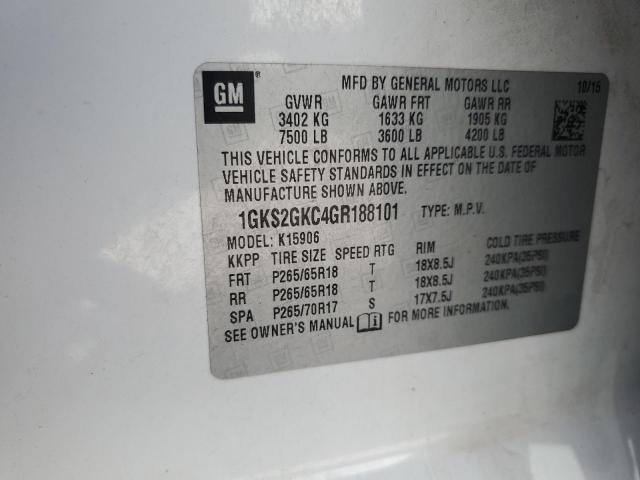 GM ®
MFD BY GENERAL MOTORS LLC 10/15
GVWR GAWR FRT GAWR RR
3402 KG 1633 KG 1905 KG
7500 LB 3600 LB 4200 LB
THIS VEHICLE CONFORMS TO ALL APPLICABLE U.S. FEDERAL MOTOR
VEHICLE SAFETY STANDARDS IN EFFECT ON THE DATE OF
MANUFACTURE SHOWN ABOVE.
1GKS2GKC4GR188101 TYPE: M.P.V.
MODEL: K15906
KKPP TIRE SIZE SPEED RTG RIM COLD TIRE PRESSURE
FRT P265/65R18 T 18X8.5J 240KPA(35PSI)
RR P265/65R18 T 18X8.5J 240KPA(35PSI)
SPA P265/70R17 S 17X7.5J 240KPA(35PSI)
SEE OWNER'S MANUAL FOR MORE INFORMATION.